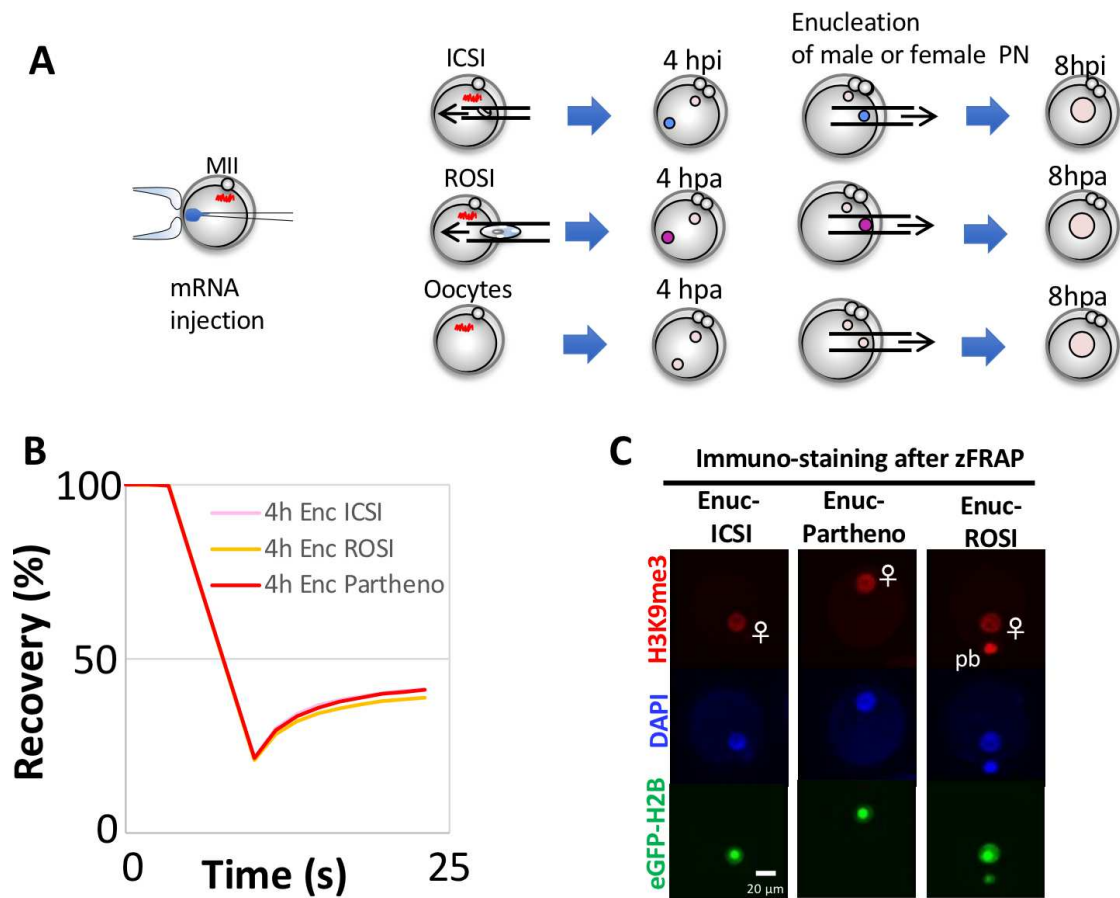 A
ICSI
4 hpi
Enucleation
of male or female PN
8hpi
MII
ROSI
4 hpa
8hpa
mRNA
injection
Oocytes
4 hpa
8hpa
B
Recovery (%)
100
50
0
4h Enc ICSI
4h Enc ROSI
4h Enc Partheno
0
Time (s)
25
C
Immuno-staining after zFRAP
Enuc-
ICSI
Enuc-
Partheno
Enuc-
ROSI
H3K9me3
♀
♀
♀
pb
DAPI
eGFP-H2B
20 µm